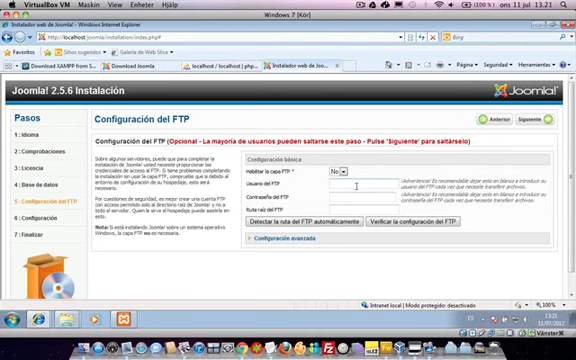 VirtualBox VM Maskin Enheter Hjälp
ons 11 jul 13.21
Windows 7 [Kör]
Instalador web de Joomla! - Windows Internet Explorer
http://localhost/joomla/installation/index.php#
Bing
Favoritos
Sitios sugeridos
Galería de Web Slice
Download XAMPP from S...
Download Joomla
localhost / localhost | php...
Instalador web de Joo...
Página
Seguridad
Herramientas
Joomla! 2.5.6 Instalación
Joomla!
Pasos
1 : Idioma
2 : Comprobaciones
3 : Licencia
4 : Base de datos
5 : Configuración del FTP
6 : Configuración
7 : Finalizar
Configuración del FTP
Anterior
Siguiente
Configuración del FTP (Opcional - La mayoría de usuarios pueden saltarse este paso - Pulse 'Siguiente' para saltárselo)
Sobre algunos servidores, puede que para completar la
instalación de Joomla! usted necesite proporcionar las
credenciales de acceso al FTP. Si tiene problemas completando
la instalación en usar la capa FTP, compruebe que no sea
debido al entorno de configuración de su hospedaje, esto será
necesario.
Por cuestiones de seguridad, es mejor crear una cuenta FTP
con acceso permitido solo al directorio raíz de Joomla! y no a
todo el servidor. Quien le sirve el hospedaje puede asistirle en
esto.
Nota: Si está instalando Joomla! sobre un sistema operativo
Windows, la capa FTP no es necesaria.
Configuración básica
Habilitar la capa FTP *
No
Usuario del FTP
¡Advertencia! Es recomendable dejar esto en blanco e introducir su
usuario del FTP cada vez que necesite transferir archivos.
Contraseña del FTP
¡Advertencia! Es recomendable dejar esto en blanco e introducir su
contraseña del FTP cada vez que necesite transferir archivos.
Ruta raíz del FTP
Detectar la ruta del FTP automáticamente
Verificar la configuración del FTP
Configuración avanzada
Intranet local | Modo protegido: desactivado
100%
ES
13:21
11/07/2012
Vänster